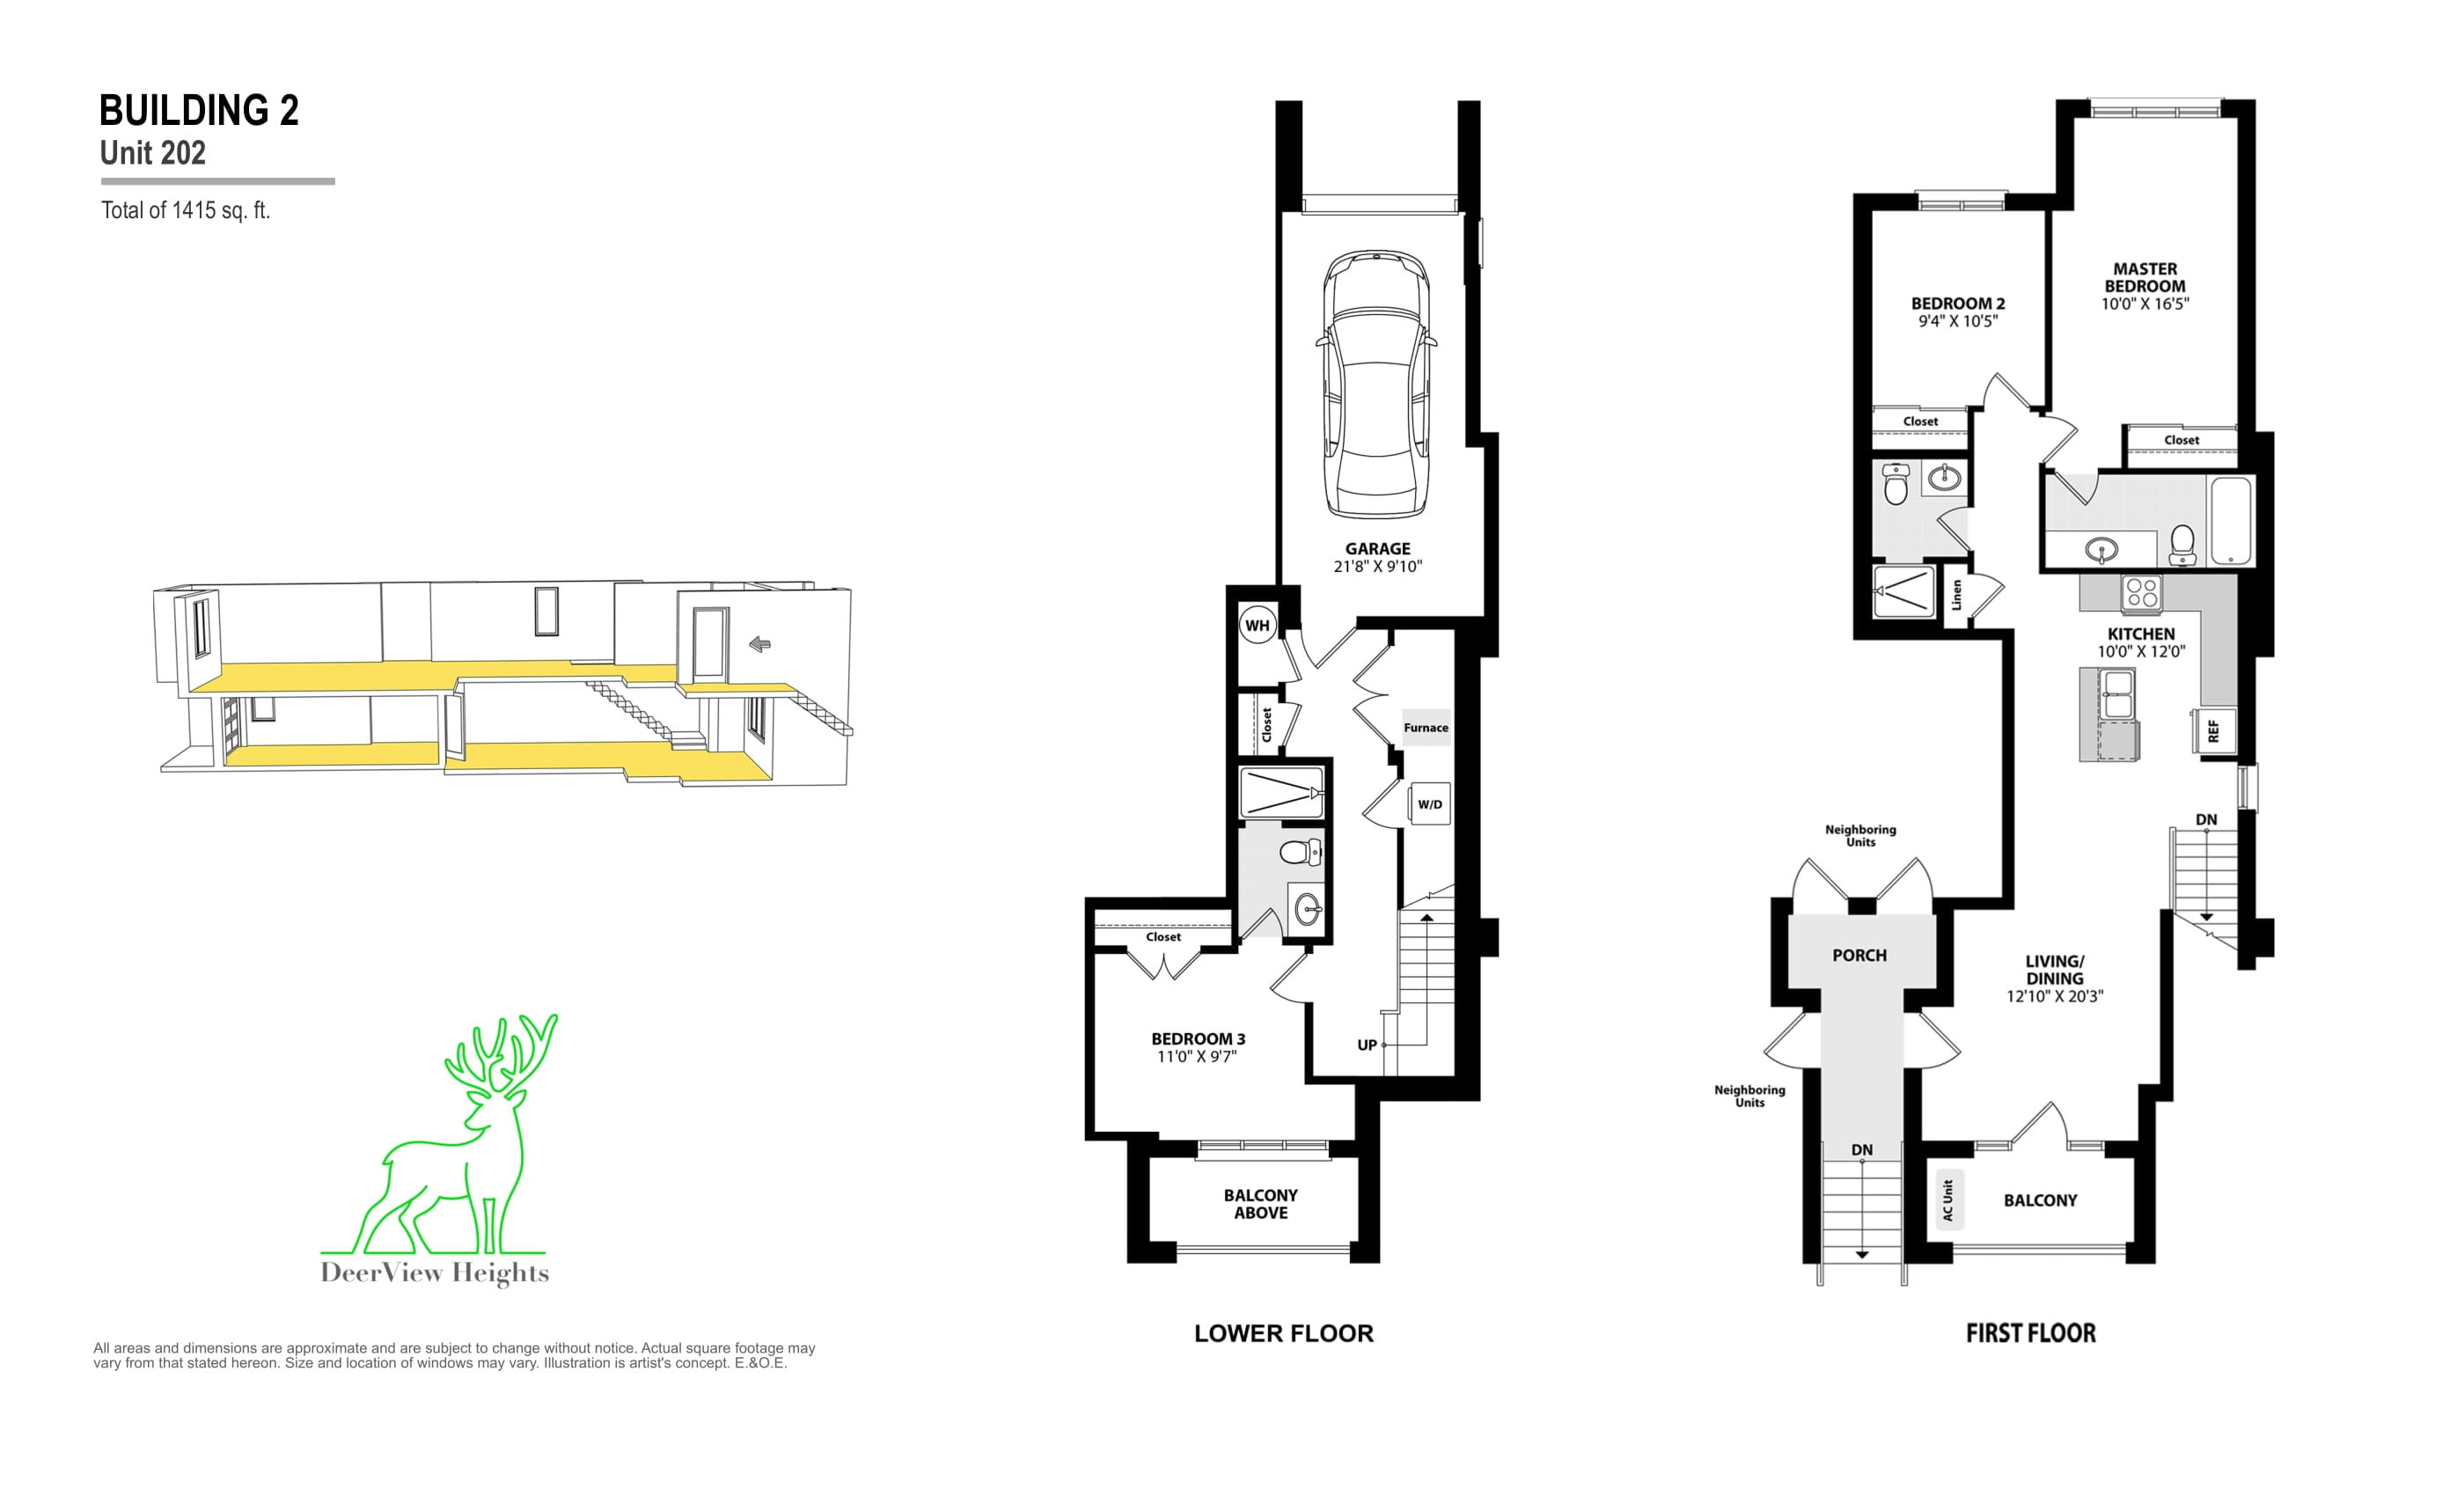 BUILDING 2
Unit 202
Total of 1415 sq. ft.
DeerView Heights
All areas and dimensions are approximate and are subject to change without notice. Actual square footage may
vary from that stated hereon. Size and location of windows may vary. Illustration is artist's concept. E.&O.E.
GARAGE
21'8" X 9'10"
WH
Closet
Furnace
W/D
Closet
BEDROOM 3
11'0" X 9'7"
UP
BALCONY
ABOVE
LOWER FLOOR
MASTER
BEDROOM
10'0" X 16'5"
BEDROOM 2
9'4" X 10'5"
Closet
Closet
Linen
KITCHEN
10'0" X 12'0"
REF
DN
Neighboring
Units
PORCH
LIVING/
DINING
12'10" X 20'3"
Neighboring
Units
DN
AC Unit
BALCONY
FIRST FLOOR